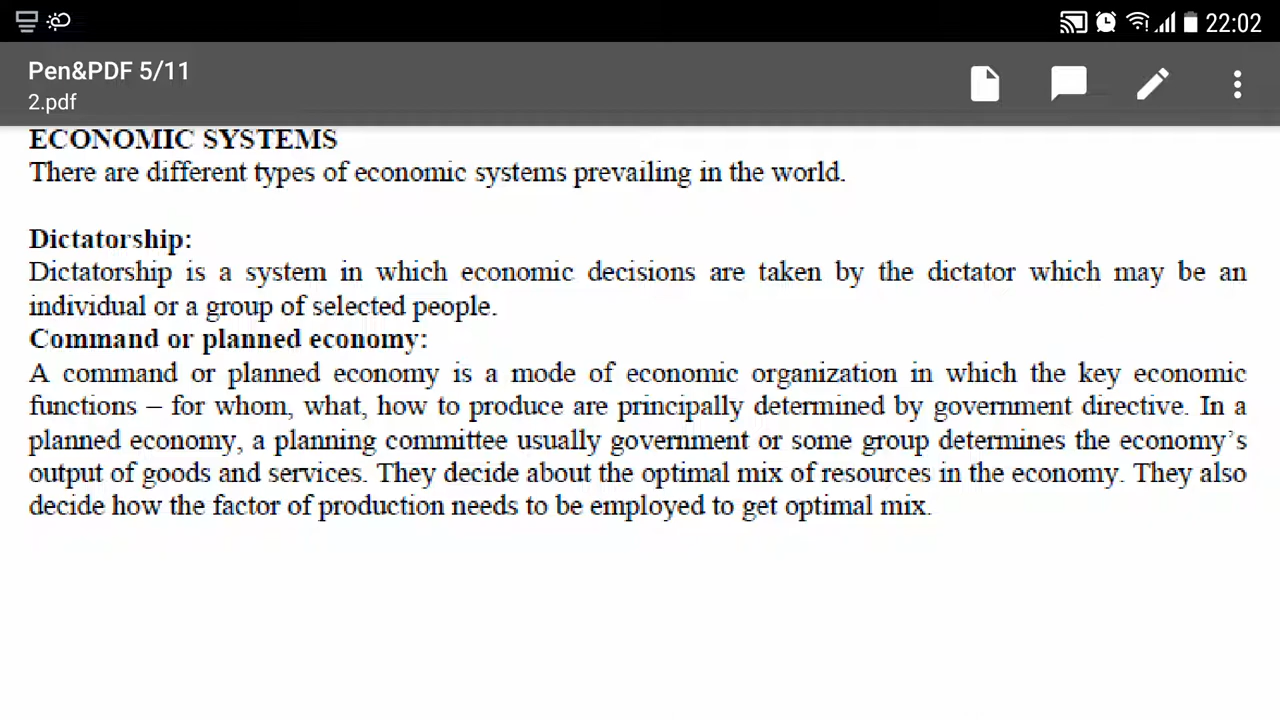 22:02
Pen&PDF 5/11
2.pdf
ECONOMIC SYSTEMS
There are different types of economic systems prevailing in the world.
Dictatorship:
Dictatorship is a system in which economic decisions are taken by the dictator which may be an
individual or a group of selected people.
Command or planned economy:
A command or planned economy is a mode of economic organization in which the key economic
functions – for whom, what, how to produce are principally determined by government directive. In a
planned economy, a planning committee usually government or some group determines the economy’s
output of goods and services. They decide about the optimal mix of resources in the economy. They also
decide how the factor of production needs to be employed to get optimal mix.